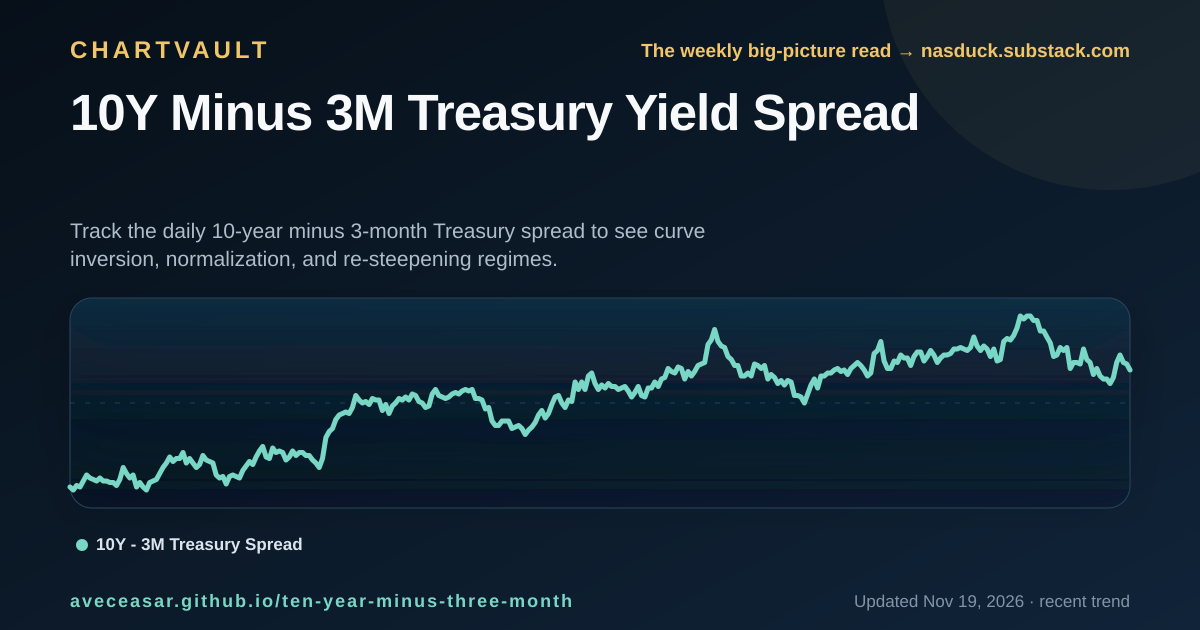 CHARTVAULT
The weekly big-picture read → nasduck.substack.com
10Y Minus 3M Treasury Yield Spread
Track the daily 10-year minus 3-month Treasury spread to see curve
inversion, normalization, and re-steepening regimes.
10Y - 3M Treasury Spread
aveceasar.github.io/ten-year-minus-three-month
Updated Nov 19, 2026 · recent trend